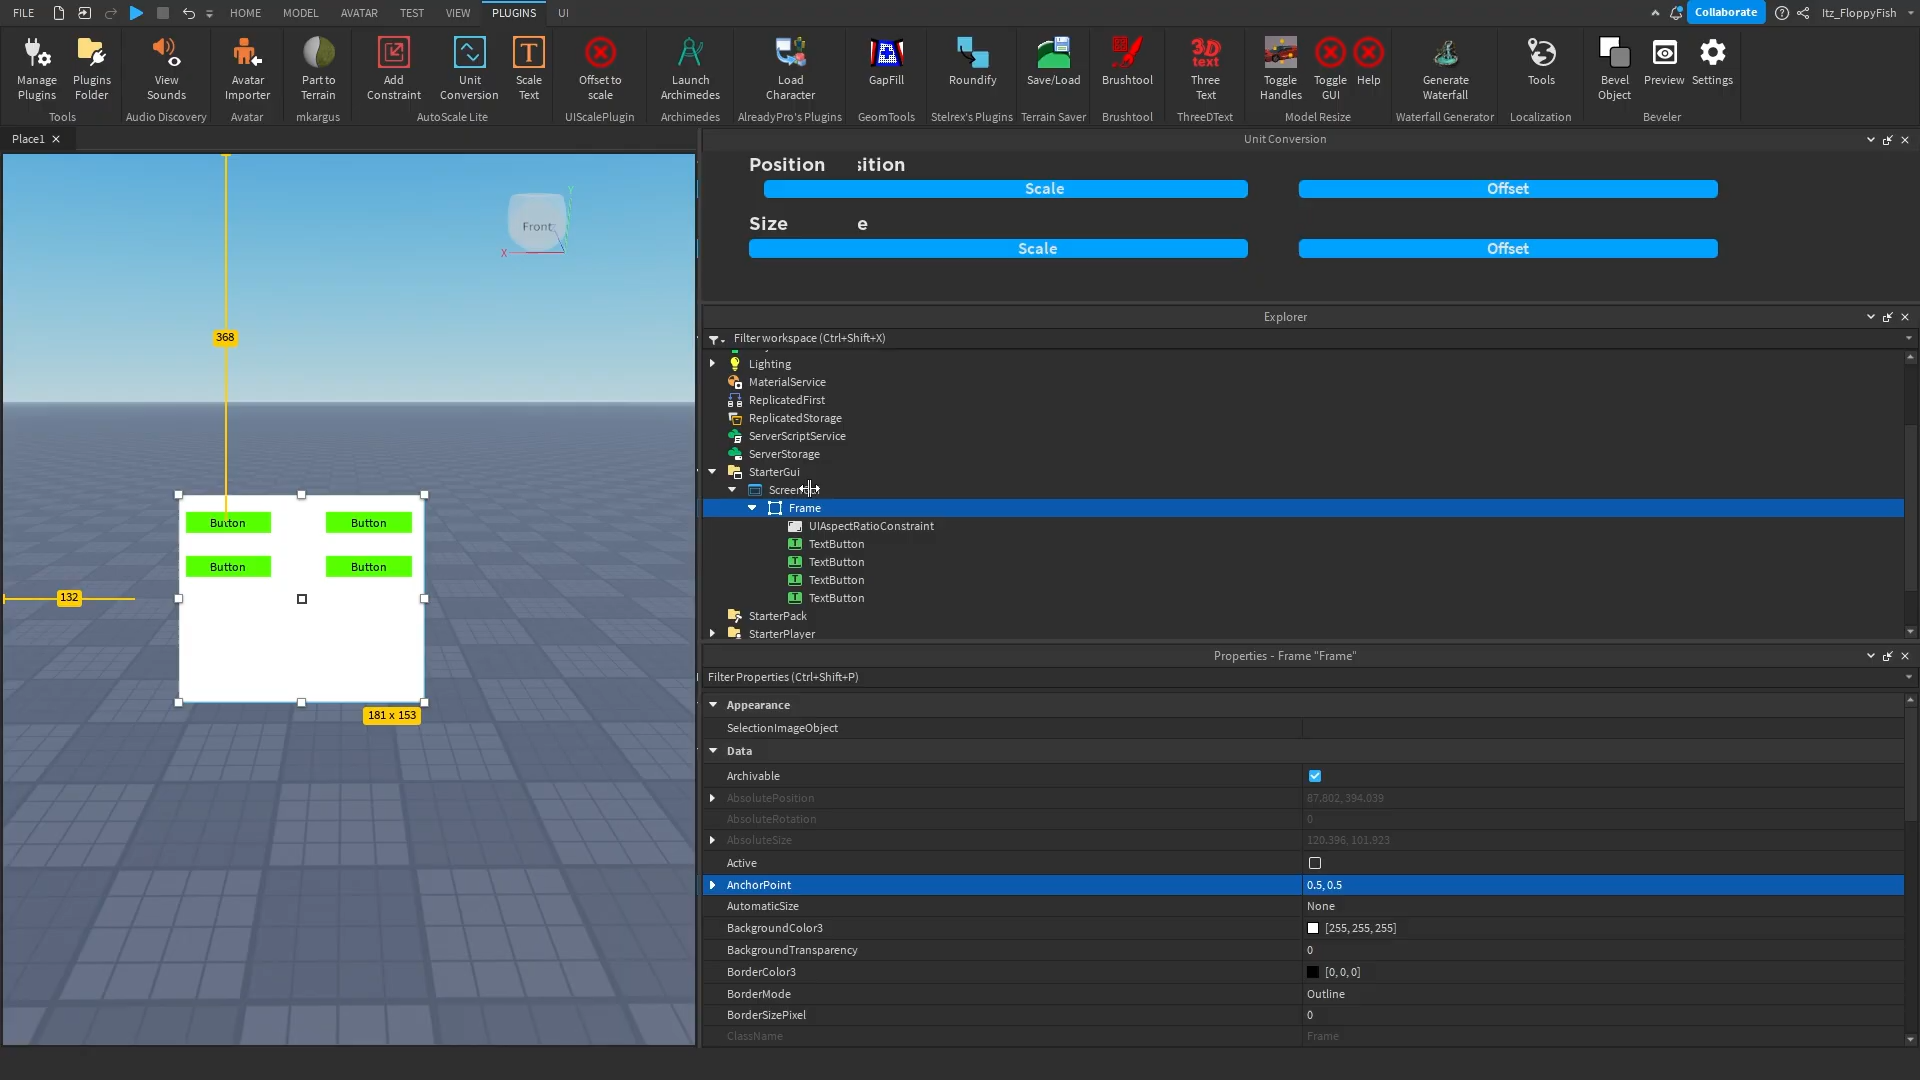 FILE HOME MODEL AVATAR TEST VIEW PLUGINS UI Collaborate Itz_FloppyFish
Manage Plugins
Plugins Folder
View Sounds
Avatar Importer
Part to Terrain
Add Constraint
Unit Conversion
Scale Text
Offset to scale
Launch Archimedes
Load Character
GapFill
Roundify
Save/Load
Brushtool
3D text
Three Text
Toggle Handles
Toggle GUI
Help
Generate Waterfall
Tools
Bevel Object
Preview
Settings
Tools Audio Discovery Avatar mkargus AutoScale Lite UIScalePlugin Archimedes AlreadyPro's Plugins GeomTools Stelrex's Plugins Terrain Saver Brushtool ThreeDText Model Resize Waterfall Generator Localization Beveler
Place1
Unit Conversion
Position sition
Scale Offset
Size e
Scale Offset
Front
X
Y
368
132
Button Button
Button Button
181 x 153
Explorer
Filter workspace (Ctrl+Shift+X)
Lighting
MaterialService
ReplicatedFirst
ReplicatedStorage
ServerScriptService
ServerStorage
StarterGui
Frame
UIAspectRatioConstraint
TextButton
TextButton
TextButton
TextButton
StarterPack
StarterPlayer
Properties - Frame "Frame"
Filter Properties (Ctrl+Shift+P)
Appearance
SelectionImageObject
Data
Archivable
AbsolutePosition 87.802, 394.039
AbsoluteRotation 0
AbsoluteSize 120.396, 101.923
Active
AnchorPoint 0.5, 0.5
AutomaticSize None
BackgroundColor3 [255, 255, 255]
BackgroundTransparency 0
BorderColor3 [0, 0, 0]
BorderMode Outline
BorderSizePixel 0
ClassName Frame